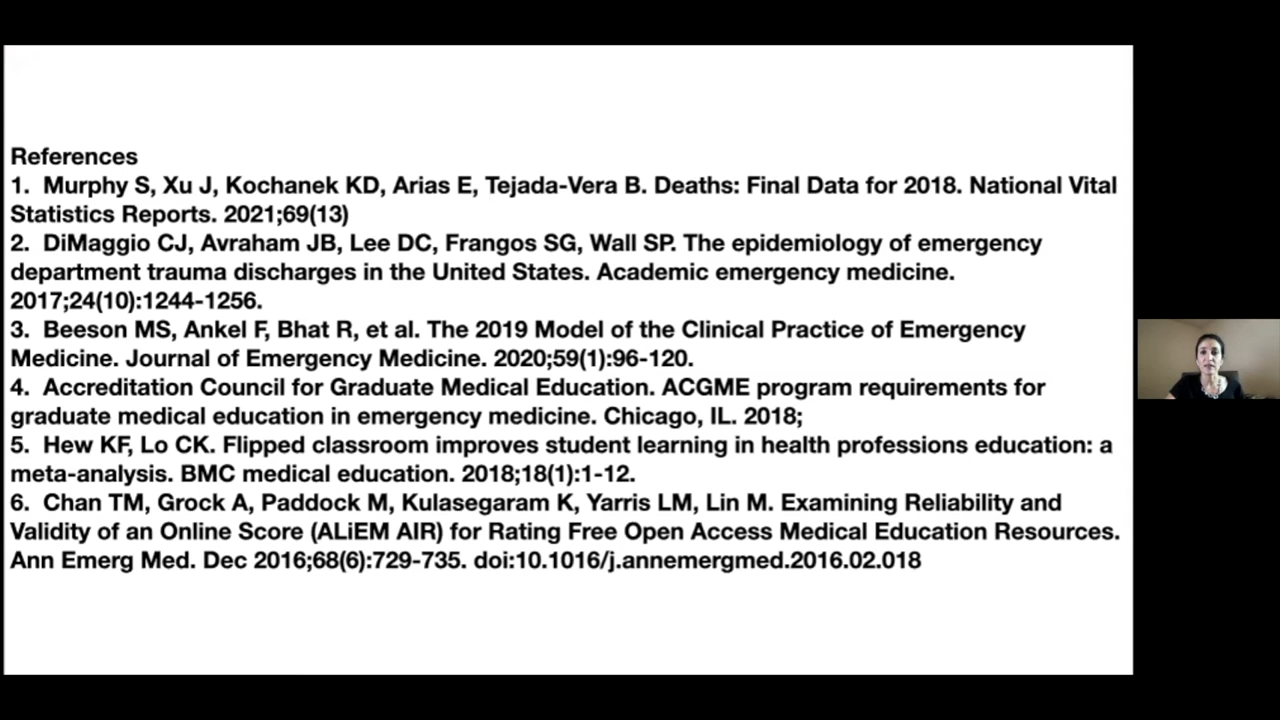 References
1. Murphy S, Xu J, Kochanek KD, Arias E, Tejada-Vera B. Deaths: Final Data for 2018. National Vital
Statistics Reports. 2021;69(13)
2. DiMaggio CJ, Avraham JB, Lee DC, Frangos SG, Wall SP. The epidemiology of emergency
department trauma discharges in the United States. Academic emergency medicine.
2017;24(10):1244-1256.
3. Beeson MS, Ankel F, Bhat R, et al. The 2019 Model of the Clinical Practice of Emergency
Medicine. Journal of Emergency Medicine. 2020;59(1):96-120.
4. Accreditation Council for Graduate Medical Education. ACGME program requirements for
graduate medical education in emergency medicine. Chicago, IL. 2018;
5. Hew KF, Lo CK. Flipped classroom improves student learning in health professions education: a
meta-analysis. BMC medical education. 2018;18(1):1-12.
6. Chan TM, Grock A, Paddock M, Kulasegaram K, Yarris LM, Lin M. Examining Reliability and
Validity of an Online Score (ALiEM AIR) for Rating Free Open Access Medical Education Resources.
Ann Emerg Med. Dec 2016;68(6):729-735. doi:10.1016/j.annemergmed.2016.02.018